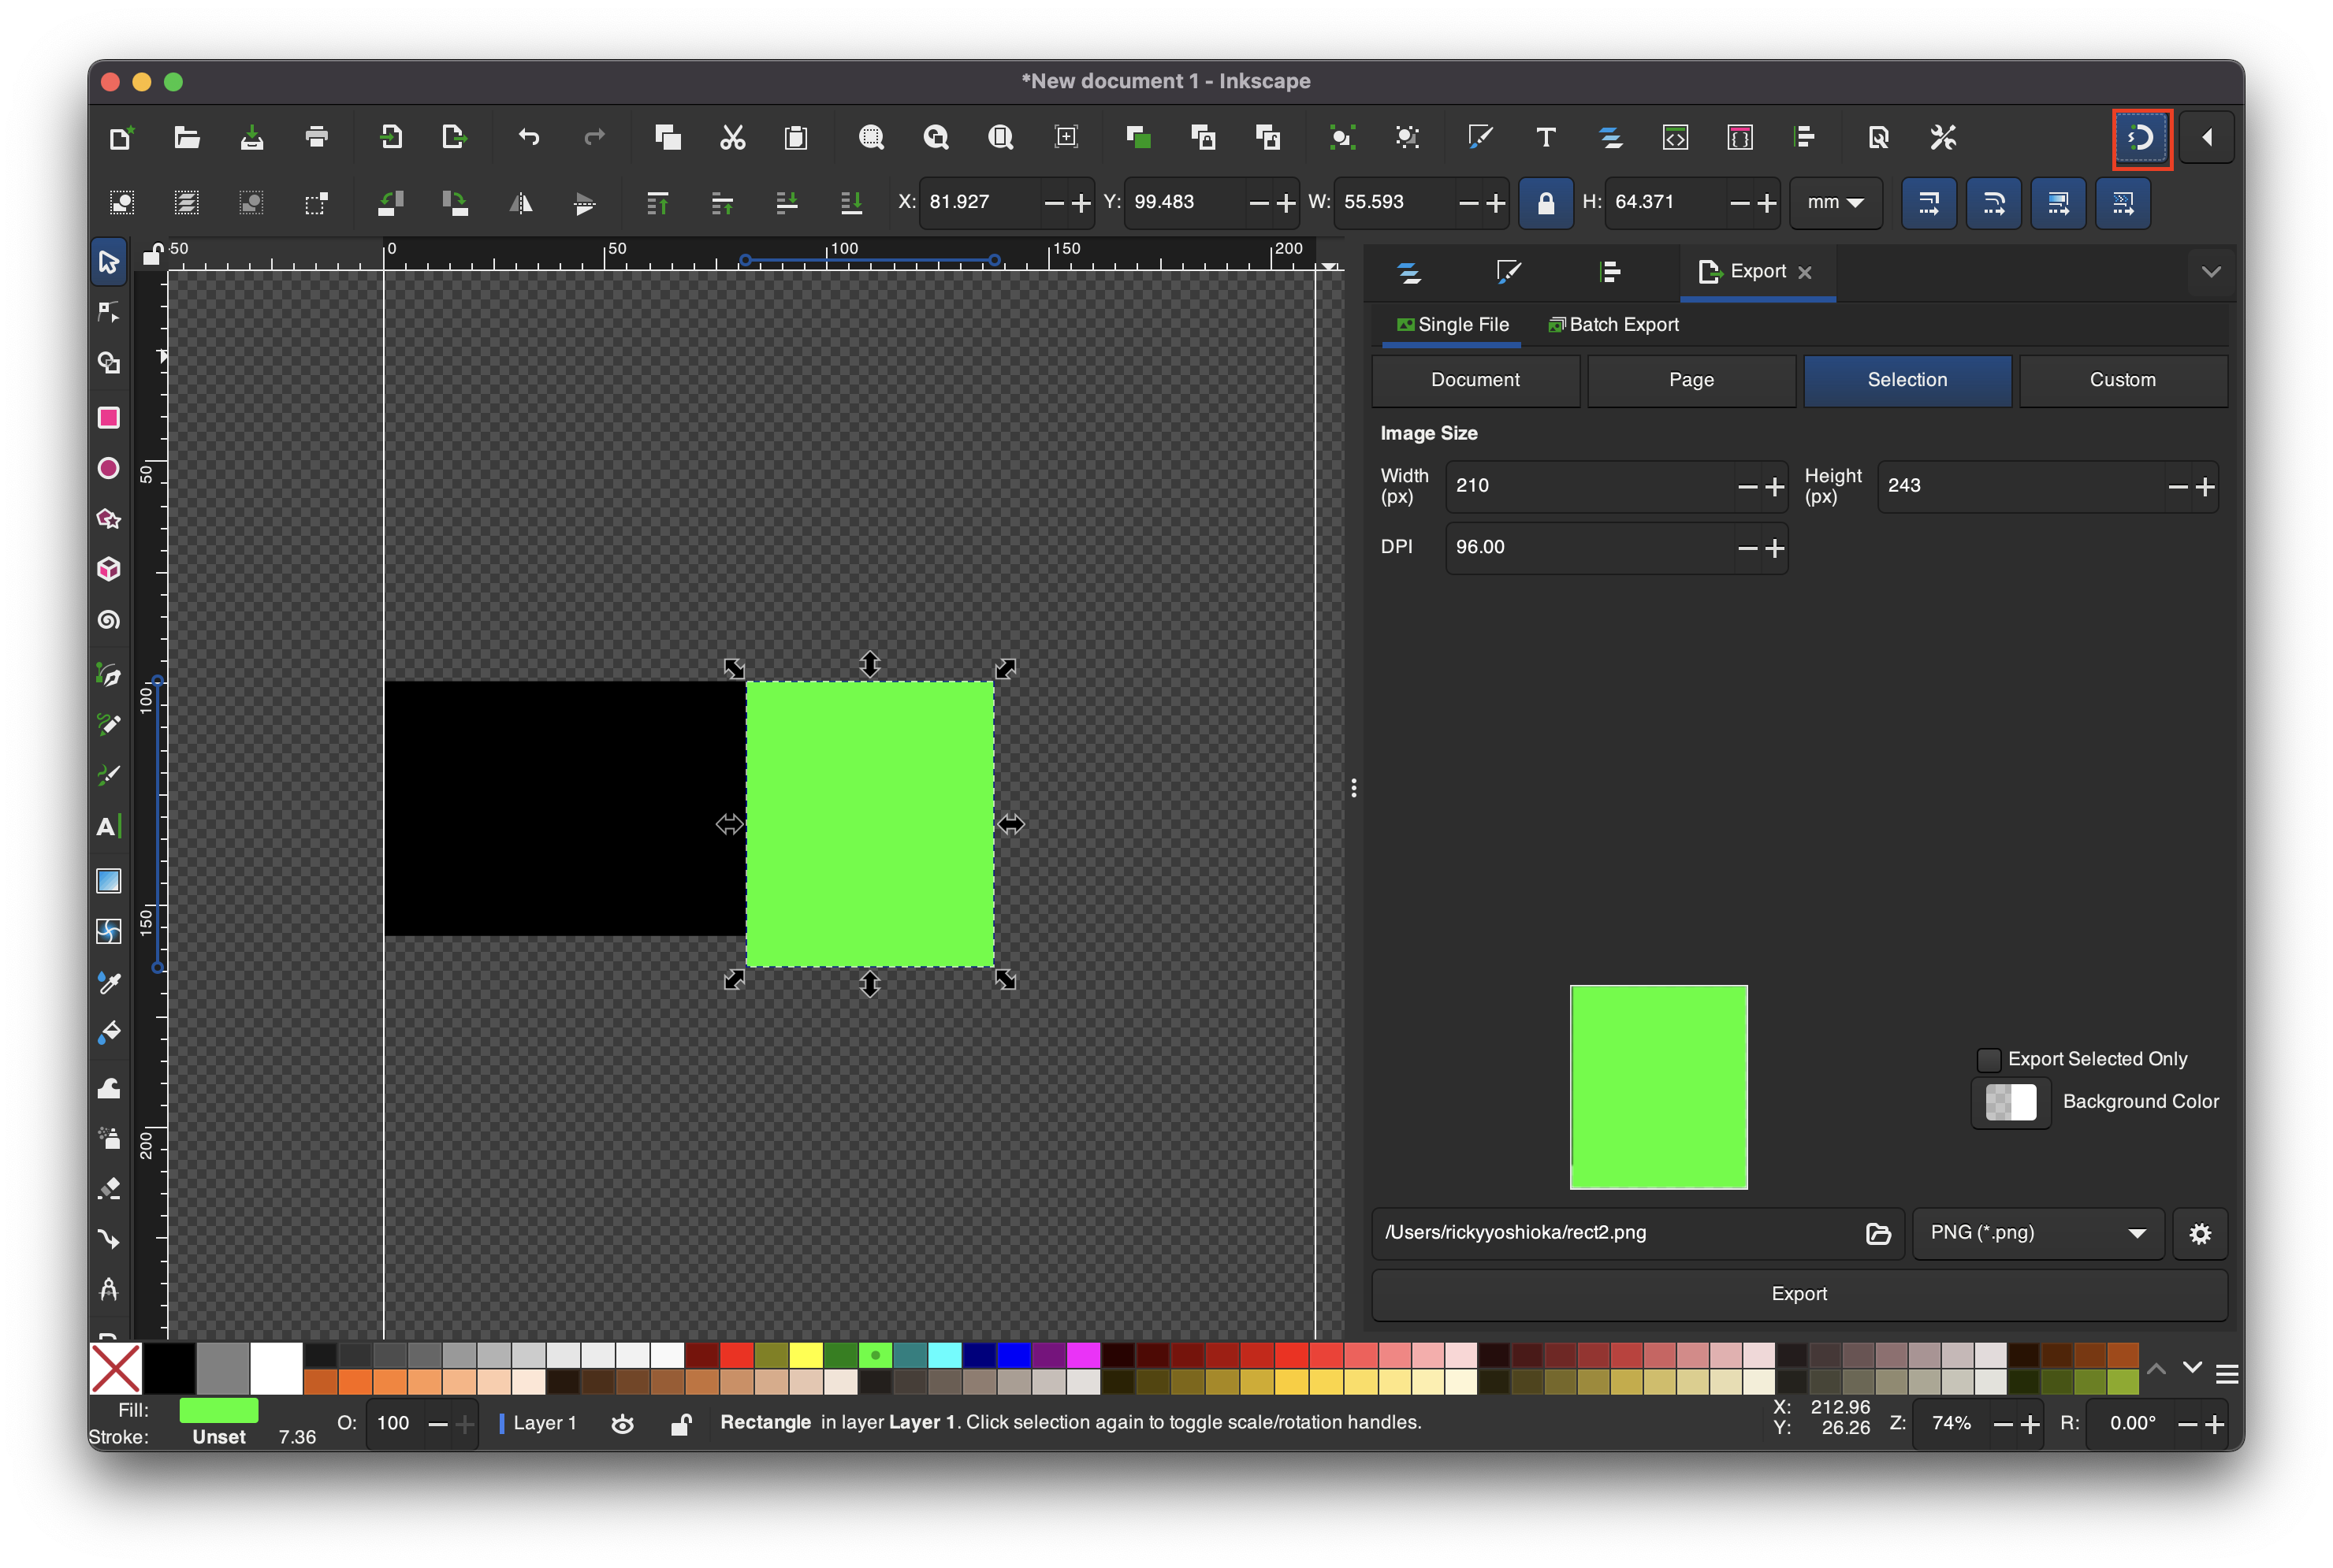 *New document 1 - Inkscape
X: 81.927 Y: 99.483 W: 55.593 H: 64.371 mm
50 0 50 100 150 200
Export
Single File Batch Export
Document Page Selection Custom
Image Size
Width (px) 210 Height (px) 243
DPI 96.00
50
100
150
200
Export Selected Only
Background Color
/Users/rickyyoshioka/rect2.png PNG (*.png)
Export
Fill:
Stroke: Unset 7.36
O: 100 Layer 1 Rectangle in layer Layer 1. Click selection again to toggle scale/rotation handles.
X: 212.96
Y: 26.26
Z: 74% R: 0.00°